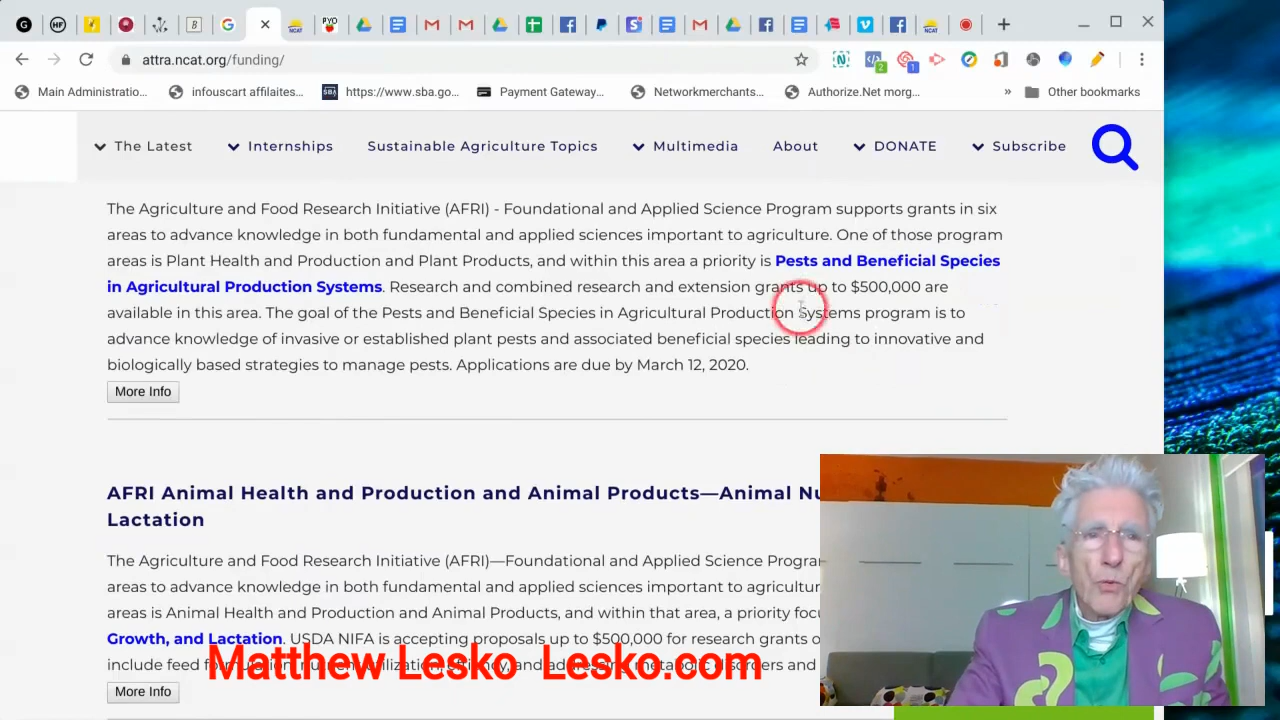 attra.ncat.org/funding/
Main Administratio... infouscart affilaites... https://www.sba.go... Payment Gateway... Networkmerchants... Authorize.Net morg... » Other bookmarks
The Latest Internships Sustainable Agriculture Topics Multimedia About DONATE Subscribe
The Agriculture and Food Research Initiative (AFRI) - Foundational and Applied Science Program supports grants in six
areas to advance knowledge in both fundamental and applied sciences important to agriculture. One of those program
areas is Plant Health and Production and Plant Products, and within this area a priority is Pests and Beneficial Species
in Agricultural Production Systems. Research and combined research and extension grants up to $500,000 are
available in this area. The goal of the Pests and Beneficial Species in Agricultural Production Systems program is to
advance knowledge of invasive or established plant pests and associated beneficial species leading to innovative and
biologically based strategies to manage pests. Applications are due by March 12, 2020.
More Info
AFRI Animal Health and Production and Animal Products—Animal Nu
Lactation
The Agriculture and Food Research Initiative (AFRI)—Foundational and Applied Science Progra
areas to advance knowledge in both fundamental and applied sciences important to agricultur
areas is Animal Health and Production and Animal Products, and within that area, a priority foc
Growth, and Lactation. USDA NIFA is accepting proposals up to $500,000 for research grants o
include feed
Matthew Lesko Lesko.com
More Info